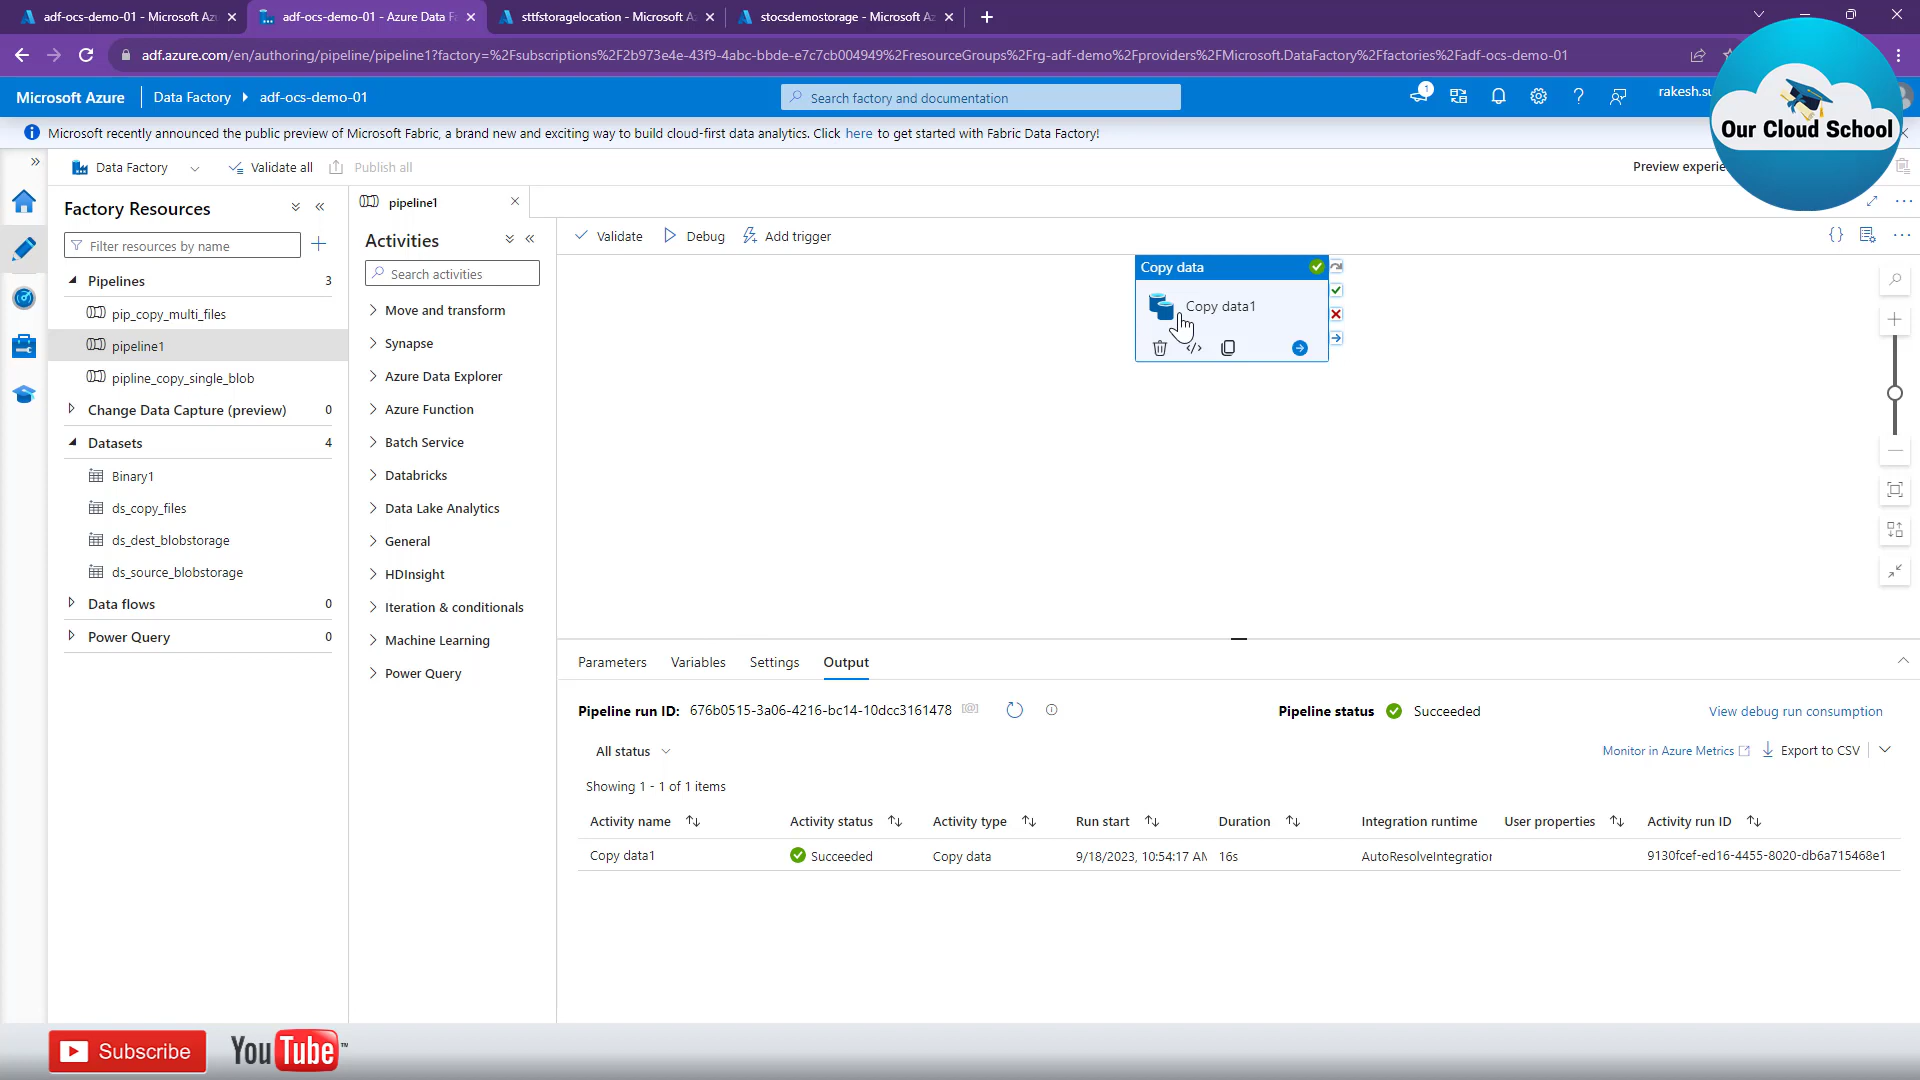 adf-ocs-demo-01 - Microsoft Az
adf-ocs-demo-01 - Azure Data F
sttfstoragelocation - Microsoft A
stocsdemostorage - Microsoft A
adf.azure.com/en/authoring/pipeline/pipeline1?factory=%2Fsubscriptions%2F2b973e4e-43f9-4abc-bbde-e7c7cb004949%2FresourceGroups%2Frg-adf-demo%2Fproviders%2FMicrosoft.DataFactory%2Ffactories%2Fadf-ocs-demo-01
Microsoft Azure
Data Factory
adf-ocs-demo-01
Search factory and documentation
1
rakesh.su
Our Cloud School
Microsoft recently announced the public preview of Microsoft Fabric, a brand new and exciting way to build cloud-first data analytics. Click here to get started with Fabric Data Factory!
Data Factory
Validate all
Publish all
Preview experie
Factory Resources
Filter resources by name
Pipelines 3
pip_copy_multi_files
pipeline1
pipline_copy_single_blob
Change Data Capture (preview) 0
Datasets 4
Binary1
ds_copy_files
ds_dest_blobstorage
ds_source_blobstorage
Data flows 0
Power Query 0
pipeline1
Activities
Search activities
Move and transform
Synapse
Azure Data Explorer
Azure Function
Batch Service
Databricks
Data Lake Analytics
General
HDInsight
Iteration & conditionals
Machine Learning
Power Query
Validate
Debug
Add trigger
Copy data
Copy data1
Parameters
Variables
Settings
Output
Pipeline run ID: 676b0515-3a06-4216-bc14-10dcc3161478
Pipeline status Succeeded
View debug run consumption
All status
Monitor in Azure Metrics
Export to CSV
Showing 1 - 1 of 1 items
Activity name Activity status Activity type Run start Duration Integration runtime User properties Activity run ID
Copy data1 Succeeded Copy data 9/18/2023, 10:54:17 AM 16s AutoResolveIntegration 9130fcef-ed16-4455-8020-db6a715468e1
Subscribe
YouTube